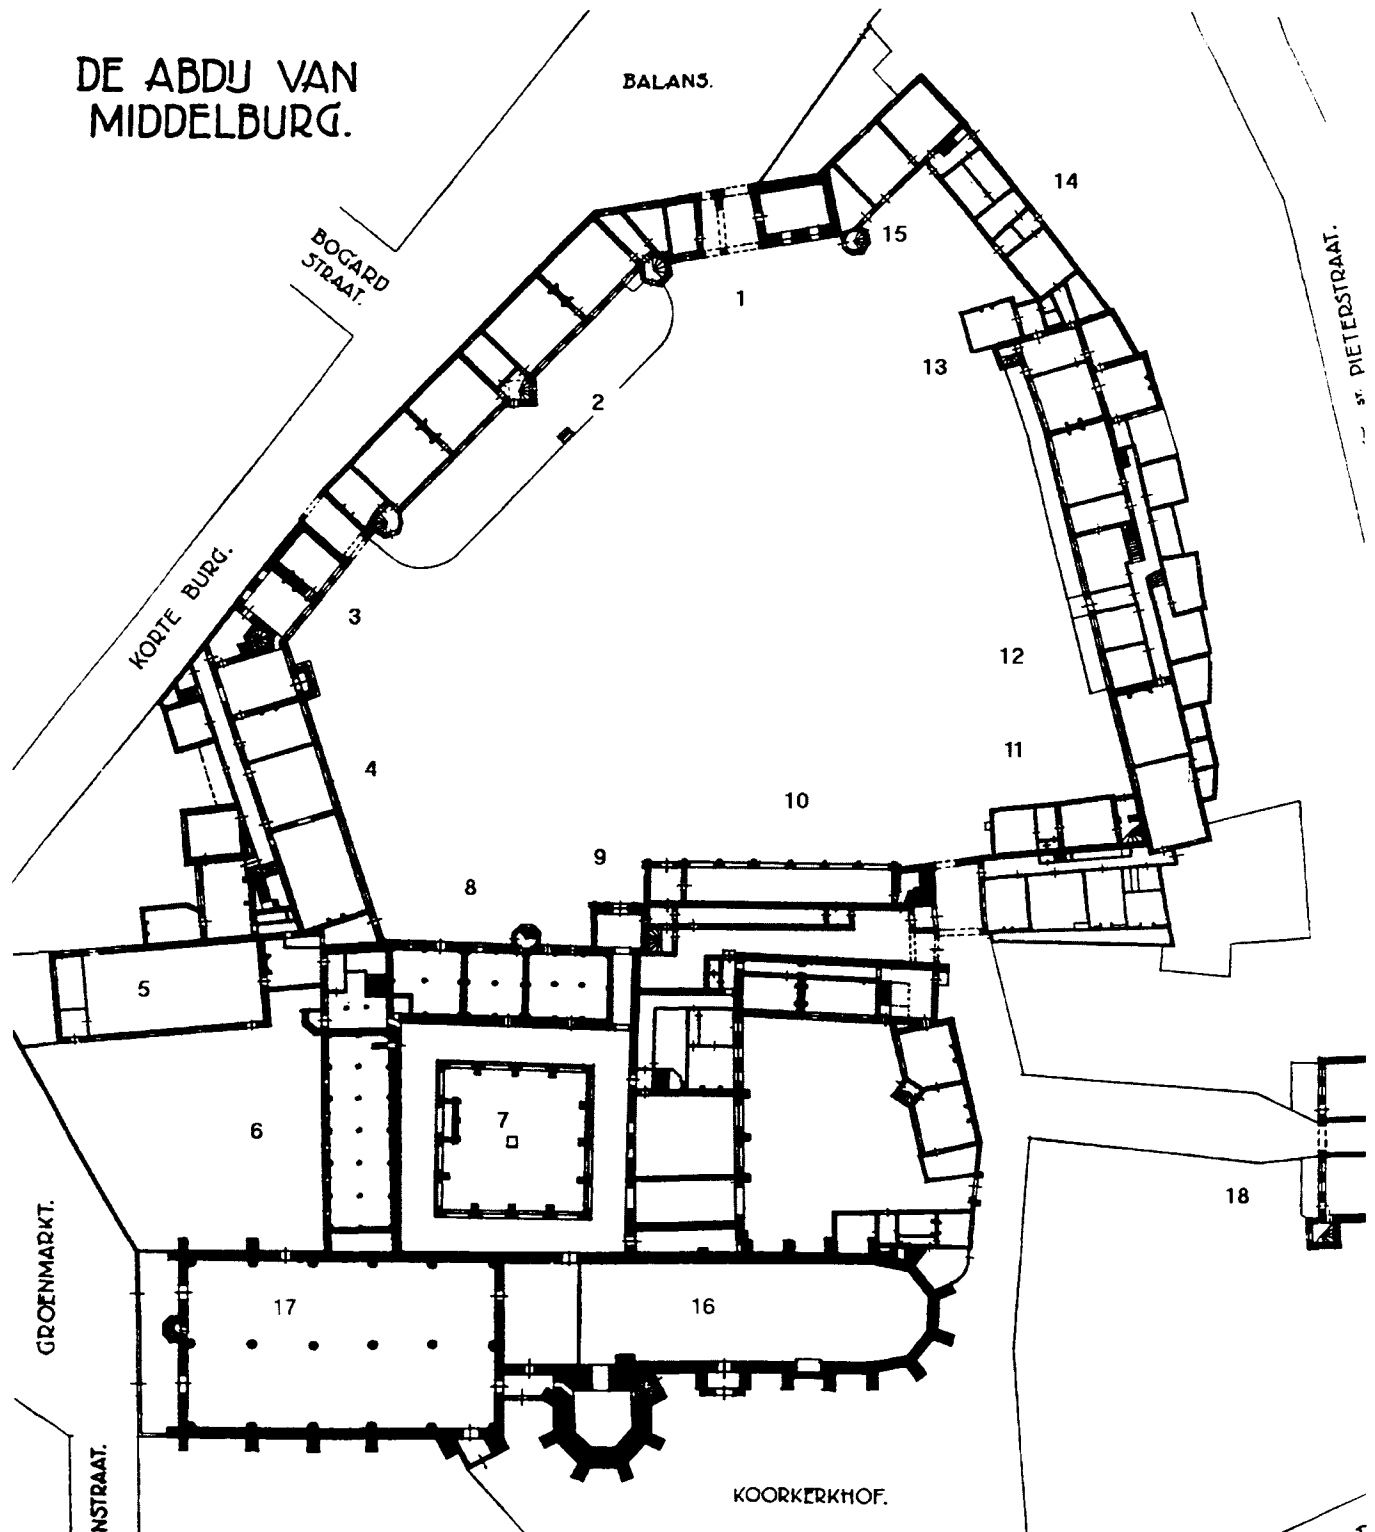 DE ABDIJ VAN
MIDDELBURG.
BALANS.
14
15
BOGARD
STRAAT.
1
ST. PIETERSTRAAT.
13
2
KORTE BURG.
3
12
11
4
10
9
8
5
7
6
18
GROENMARKT.
17
16
NSTRAAT.
KOORKERKHOF.